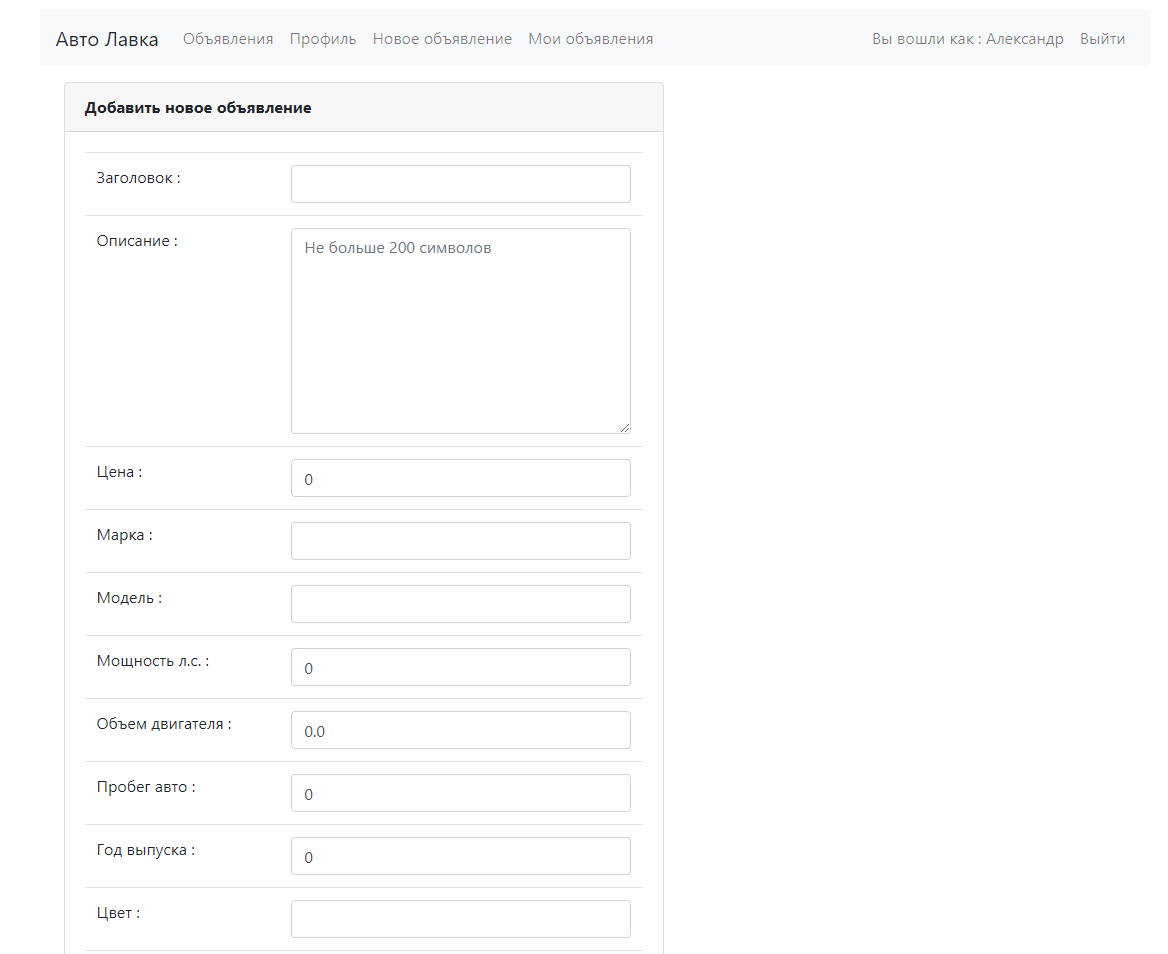 Авто Лавка Объявления Профиль Новое объявление Мои объявления Вы вошли как : Александр Выйти
Добавить новое объявление
Заголовок :
Описание : Не больше 200 символов
Цена : 0
Марка :
Модель :
Мощность л.с. : 0
Объем двигателя : 0.0
Пробег авто : 0
Год выпуска : 0
Цвет :